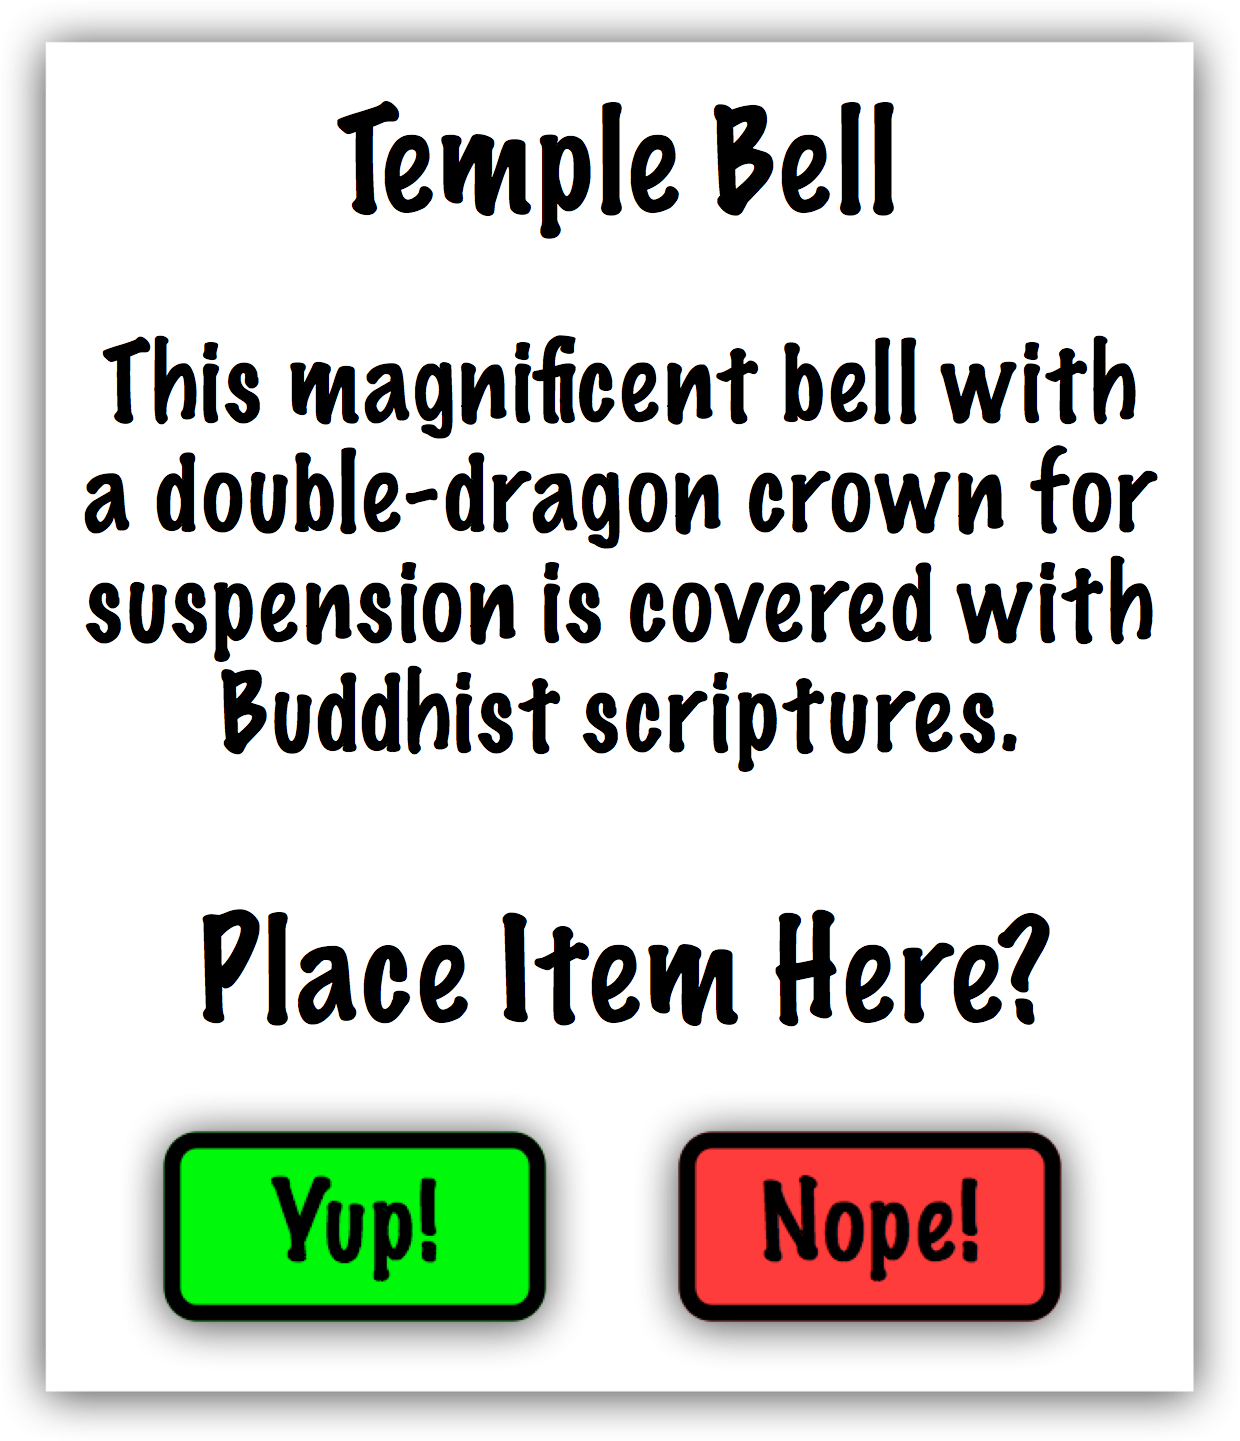 Temple Bell
This magnificent bell with
a double-dragon crown for
suspension is covered with
Buddhist scriptures.
Place Item Here?
Yup!
Nope!